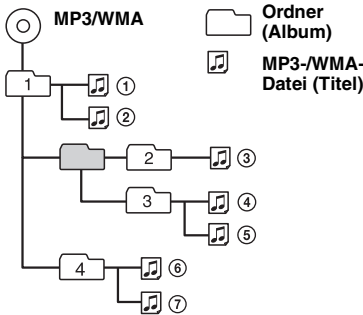 MP3/WMA
Ordner
(Album)
MP3-/WMA-
Datei (Titel)
1
①
②
2
③
3
④
⑤
4
⑥
⑦